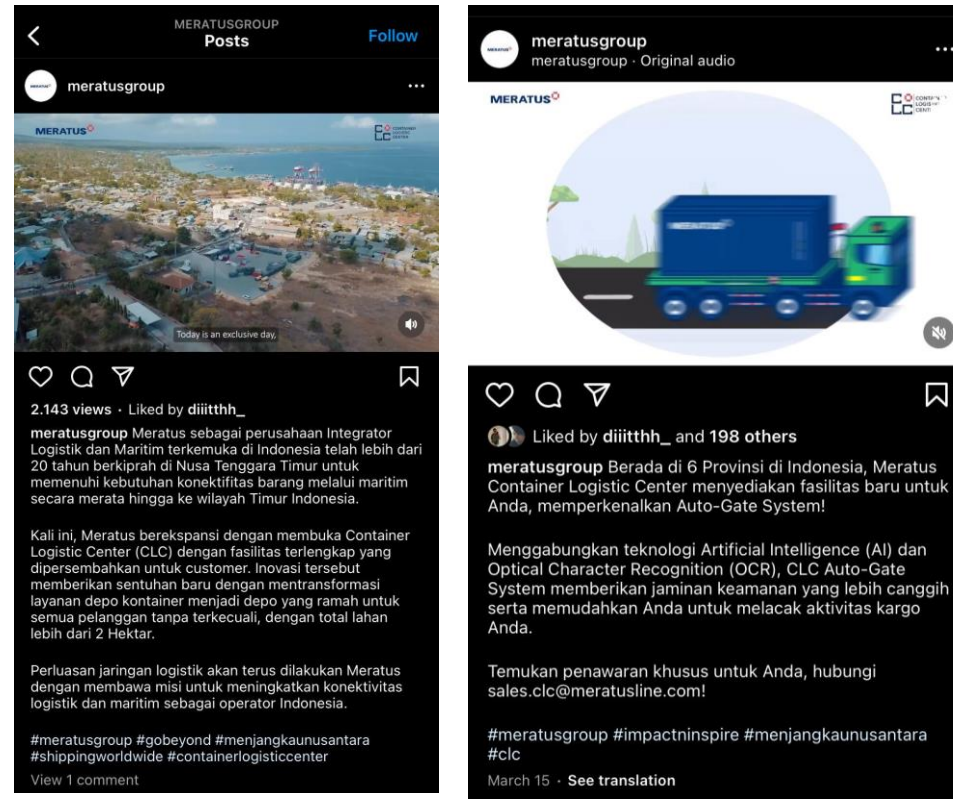 MERATUSGROUP
Posts
Follow
meratusgroup
MERATUS
CONTAINER
LOGISTIC
CENTER
Today is an exclusive day,
2.143 views · Liked by diiitthh_
meratusgroup Meratus sebagai perusahaan Integrator
Logistik dan Maritim terkemuka di Indonesia telah lebih dari
20 tahun berkiprah di Nusa Tenggara Timur untuk
memenuhi kebutuhan konektifitas barang melalui maritim
secara merata hingga ke wilayah Timur Indonesia.
Kali ini, Meratus berekspansi dengan membuka Container
Logistic Center (CLC) dengan fasilitas terlengkap yang
dipersembahkan untuk customer. Inovasi tersebut
memberikan sentuhan baru dengan mentransformasi
layanan depo kontainer menjadi depo yang ramah untuk
semua pelanggan tanpa terkecuali, dengan total lahan
lebih dari 2 Hektar.
Perluasan jaringan logistik akan terus dilakukan Meratus
dengan membawa misi untuk meningkatkan konektivitas
logistik dan maritim sebagai operator Indonesia.
#meratusgroup #gobeyond #menjangkaunusantara
#shippingworldwide #containerlogisticcenter
View 1 comment
meratusgroup
meratusgroup · Original audio
MERATUS
Liked by diiitthh_ and 198 others
meratusgroup Berada di 6 Provinsi di Indonesia, Meratus
Container Logistic Center menyediakan fasilitas baru untuk
Anda, memperkenalkan Auto-Gate System!
Menggabungkan teknologi Artificial Intelligence (AI) dan
Optical Character Recognition (OCR), CLC Auto-Gate
System memberikan jaminan keamanan yang lebih canggih
serta memudahkan Anda untuk melacak aktivitas kargo
Anda.
Temukan penawaran khusus untuk Anda, hubungi
sales.clc@meratusline.com!
#meratusgroup #impactninspire #menjangkaunusantara
#clc
March 15 · See translation